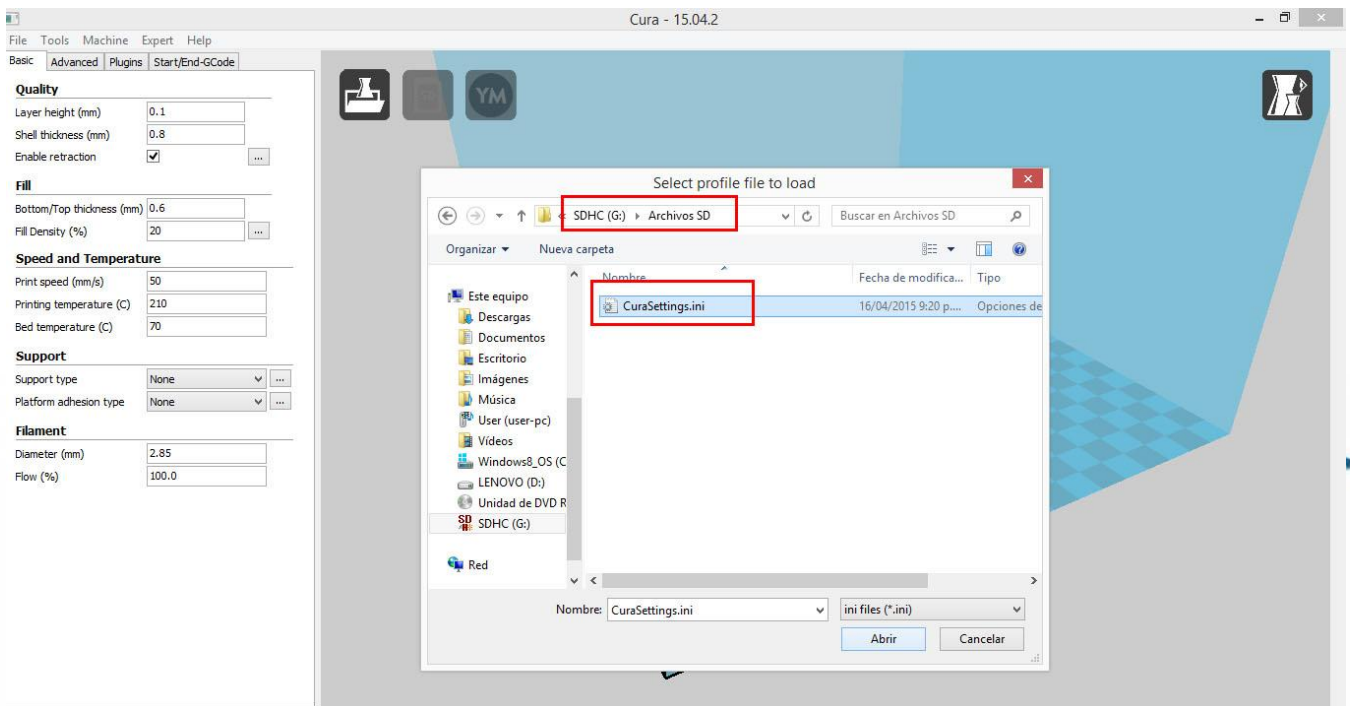 Cura - 15.04.2
File Tools Machine Expert Help
Basic Advanced Plugins Start/End-GCode
Quality
Layer height (mm) 0.1
Shell thickness (mm) 0.8
Enable retraction ...
Fill
Bottom/Top thickness (mm) 0.6
Fill Density (%) 20 ...
Speed and Temperature
Print speed (mm/s) 50
Printing temperature (C) 210
Bed temperature (C) 70
Support
Support type None ...
Platform adhesion type None ...
Filament
Diameter (mm) 2.85
Flow (%) 100.0
YM
Select profile file to load
« SDHC (G:) Archivos SD Buscar en Archivos SD
Organizar Nueva carpeta
Nombre Fecha de modifica... Tipo
CuraSettings.ini 16/04/2015 9:20 p.... Opciones de
Este equipo
Descargas
Documentos
Escritorio
Imágenes
Música
User (user-pc)
Vídeos
Windows8_OS (C
LENOVO (D:)
Unidad de DVD R
SDHC (G:)
Red
Nombre: CuraSettings.ini ini files (*.ini)
Abrir Cancelar